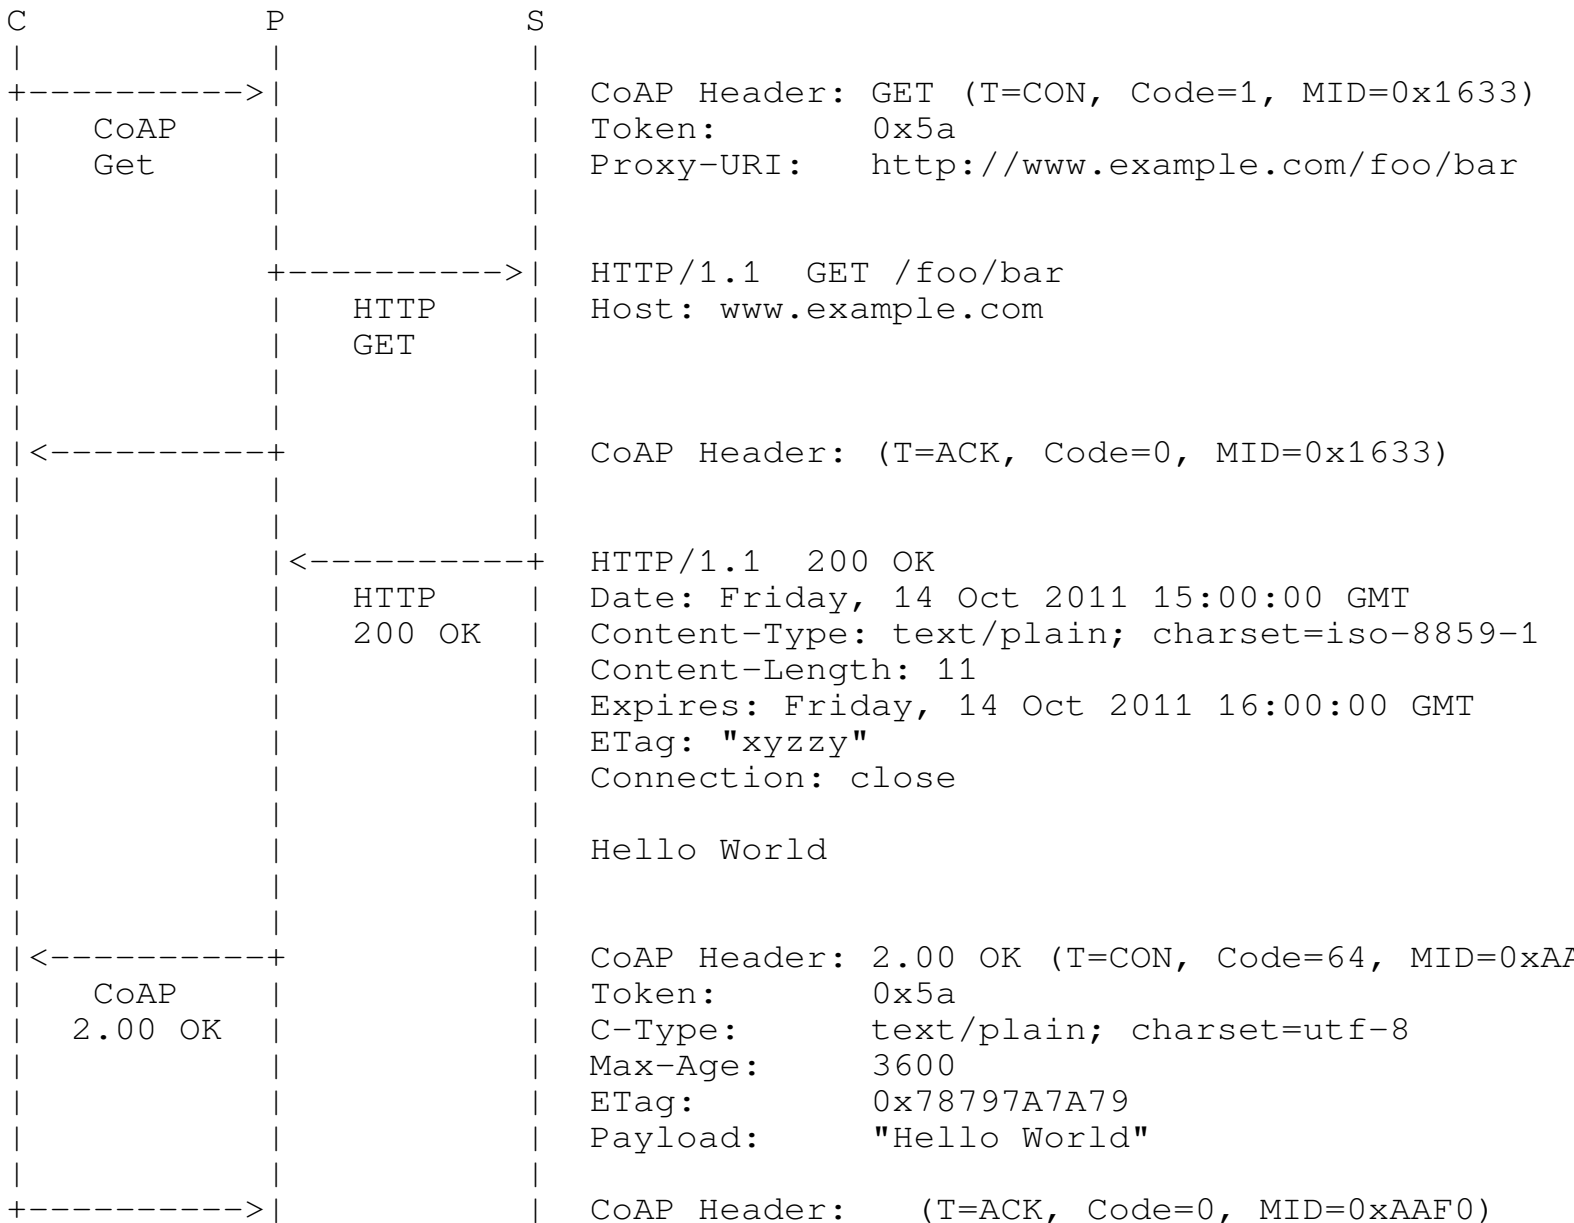 C               P               S
|               |               |
+-------------->|               |  CoAP Header: GET (T=CON, Code=1, MID=0x1633)
|     CoAP      |               |  Token:        0x5a
|     Get       |               |  Proxy-URI:    http://www.example.com/foo/bar
|               |               |
|               |               |
|               +-------------->|  HTTP/1.1  GET /foo/bar
|               |    HTTP       |  Host: www.example.com
|               |    GET        |
|               |               |
|               |               |
|<--------------+               |  CoAP Header: (T=ACK, Code=0, MID=0x1633)
|               |               |
|               |               |
|               |<--------------+  HTTP/1.1  200 OK
|               |    HTTP       |  Date: Friday, 14 Oct 2011 15:00:00 GMT
|               |    200 OK     |  Content-Type: text/plain; charset=iso-8859-1
|               |               |  Content-Length: 11
|               |               |  Expires: Friday, 14 Oct 2011 16:00:00 GMT
|               |               |  ETag: "xyzzy"
|               |               |  Connection: close
|               |               |
|               |               |  Hello World
|               |               |
|               |               |
|<--------------+               |  CoAP Header: 2.00 OK (T=CON, Code=64, MID=0xAA
|     CoAP      |               |  Token:        0x5a
|    2.00 OK    |               |  C-Type:       text/plain; charset=utf-8
|               |               |  Max-Age:      3600
|               |               |  ETag:         0x78797A7A79
|               |               |  Payload:      "Hello World"
|               |               |
+-------------->|               |  CoAP Header:   (T=ACK, Code=0, MID=0xAAF0)